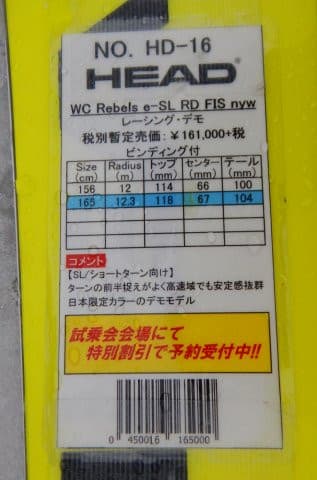 NO. HD-16
HEAD
WC Rebels e-SL RD FIS nyw
レーシング・デモ
税別暫定売価：￥161,000+税
ビンディング付
Size (cm) Radius (m) トップ (mm) センター (mm) テール (mm)
156 12 114 66 100
165 12.3 118 67 104
コメント
【SL/ショートターン向け】
ターンの前半捉えがよく高速域でも安定感抜群
日本限定カラーのデモモデル
試乗会会場にて
特別割引で予約受付中!!
0 450016 165000